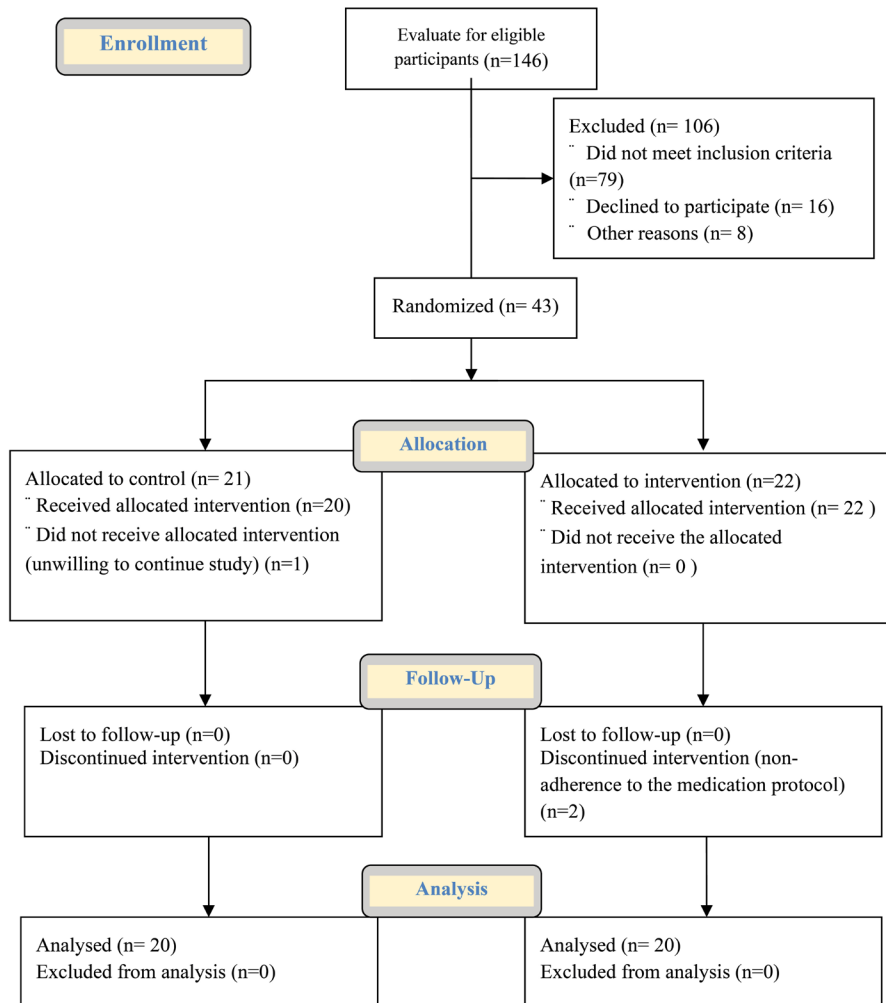 Enrollment
Evaluate for eligible
participants (n=146)
Excluded (n= 106)
¨ Did not meet inclusion criteria
(n=79)
¨ Declined to participate (n= 16)
¨ Other reasons (n= 8)
Randomized (n= 43)
Allocation
Allocated to control (n= 21)
¨ Received allocated intervention (n=20)
¨ Did not receive allocated intervention
(unwilling to continue study) (n=1)
Allocated to intervention (n=22)
¨ Received allocated intervention (n= 22 )
¨ Did not receive the allocated
intervention (n= 0 )
Follow-Up
Lost to follow-up (n=0)
Discontinued intervention (n=0)
Lost to follow-up (n=0)
Discontinued intervention (non-
adherence to the medication protocol)
(n=2)
Analysis
Analysed (n= 20)
Excluded from analysis (n=0)
Analysed (n= 20)
Excluded from analysis (n=0)